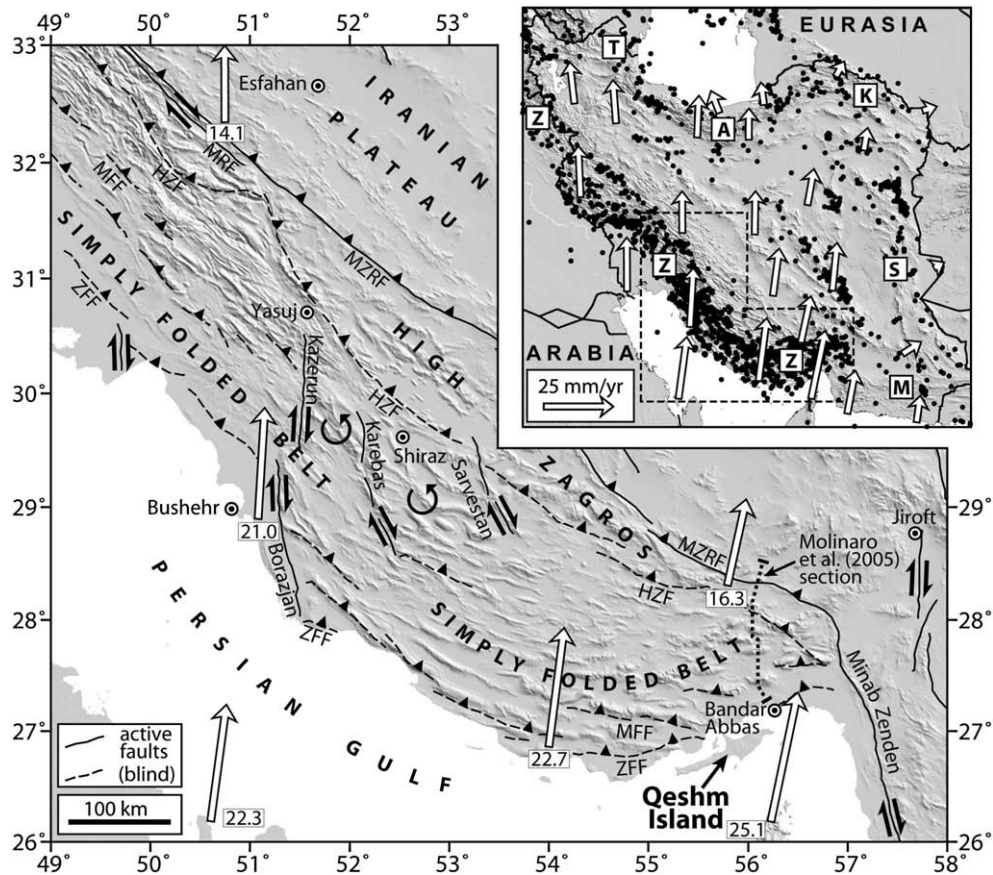 49° 50° 51° 52° 53°
33°
32°
31°
30°
29°
28°
27°
26°
Esfahan
IRANIAN
PLATEAU
14.1
MRF
HZF
MFF
SIMPLY
FOLDED
BELT
ZFF
MZRF
Yasuj
HIGH
ZAGROS
Kazerun
HZF
Karebas
Shiraz
Sarvestan
Bushehr
21.0
Borazjan
ZFF
PERSIAN
GULF
MZRF
HZF
16.3
Molinaro
et al. (2005)
section
Jiroft
SIMPLY FOLDED BELT
Minab Zenden
Bandar
Abbas
MFF
ZFF
22.7
Qeshm
Island
22.3
25.1
active
faults
(blind)
100 km
29°
28°
27°
26°
49° 50° 51° 52° 53° 54° 55° 56° 57° 58°
EURASIA
T
K
Z
A
Z
S
ARABIA
Z
M
25 mm/yr